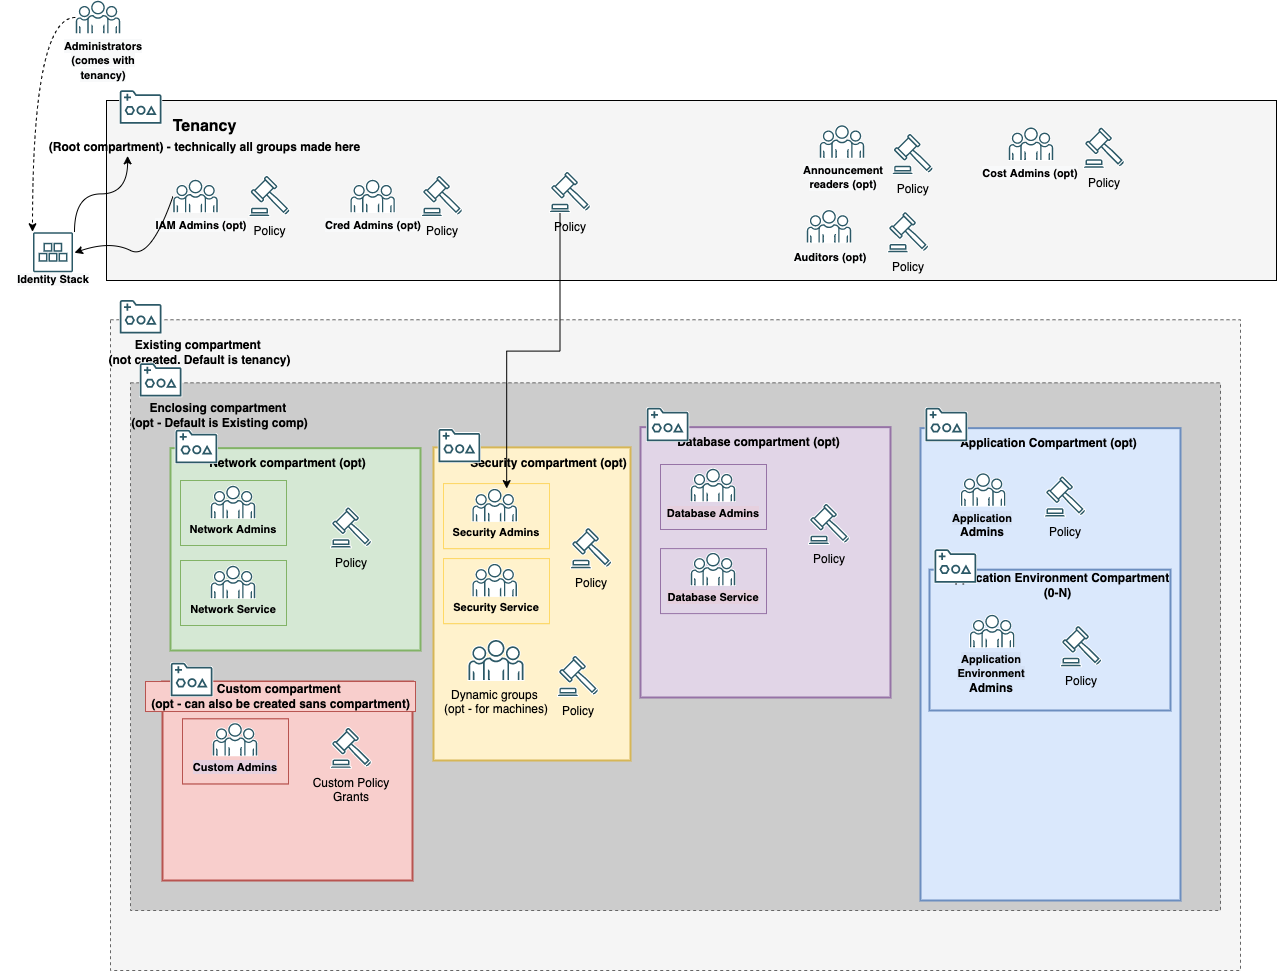 Administrators
(comes with
tenancy)
Tenancy
(Root compartment) - technically all groups made here
IAM Admins (opt)
Policy
Cred Admins (opt)
Policy
Policy
Announcement
readers (opt)
Policy
Cost Admins (opt)
Policy
Auditors (opt)
Policy
Identity Stack
Existing compartment
(not created. Default is tenancy)
Enclosing compartment
(opt - Default is Existing comp)
Network compartment (opt)
Network Admins
Policy
Network Service
Security compartment (opt)
Security Admins
Policy
Security Service
Dynamic groups
(opt - for machines)
Policy
Database compartment (opt)
Database Admins
Policy
Database Service
Application Compartment (opt)
Application
Admins
Policy
Environment Compartment
(0-N)
Application
Environment
Admins
Policy
Custom compartment
(opt - can also be created sans compartment)
Custom Admins
Custom Policy
Grants